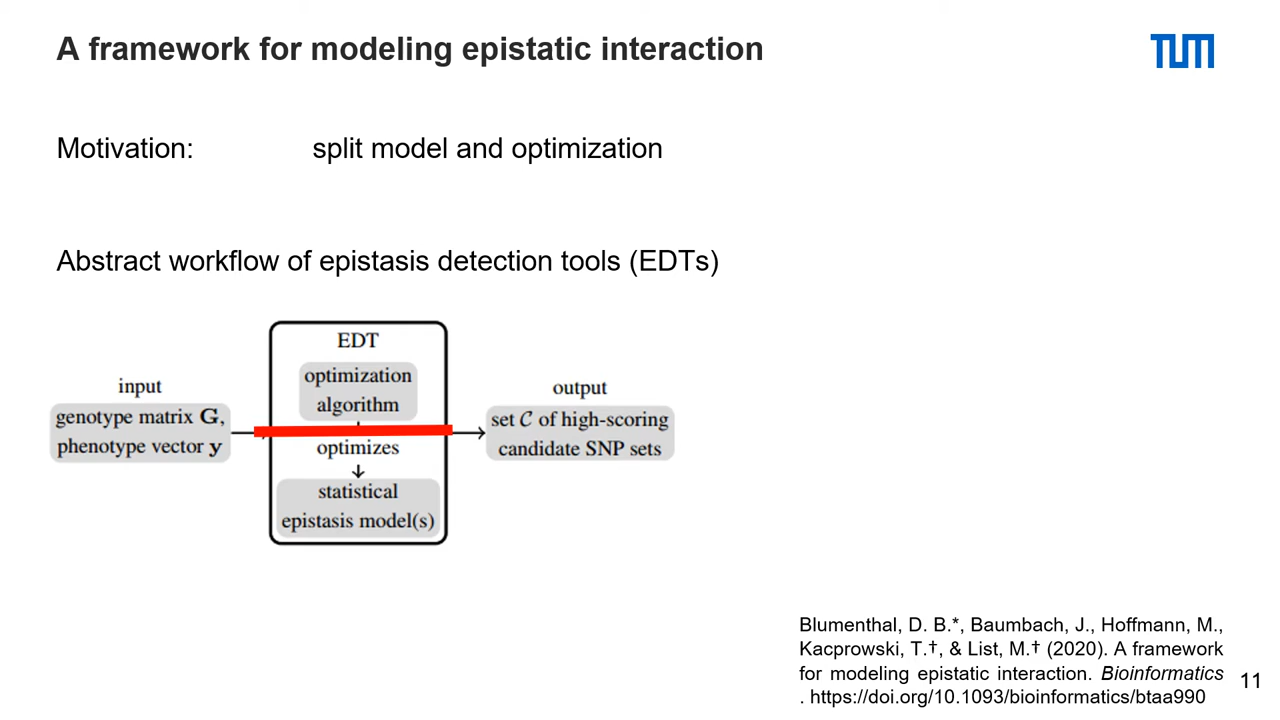 A framework for modeling epistatic interaction
TUM
Motivation: split model and optimization
Abstract workflow of epistasis detection tools (EDTs)
input
genotype matrix G,
phenotype vector y
EDT
optimization
algorithm
optimizes
statistical
epistasis model(s)
output
set C of high-scoring
candidate SNP sets
Blumenthal, D. B.*, Baumbach, J., Hoffmann, M.,
Kacprowski, T.†, & List, M.† (2020). A framework
for modeling epistatic interaction. Bioinformatics
. https://doi.org/10.1093/bioinformatics/btaa990
11